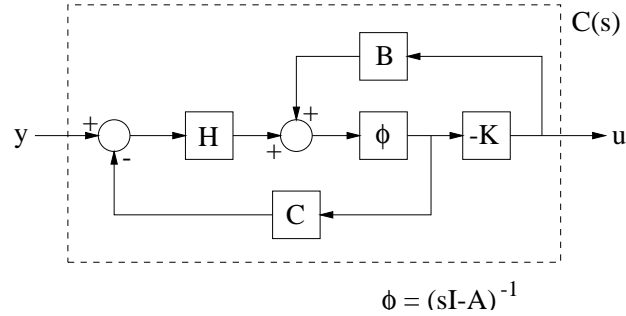 C(s)
B
+
+
y
+
-
H
+
ϕ
-K
u
C
ϕ = (sI-A)⁻¹